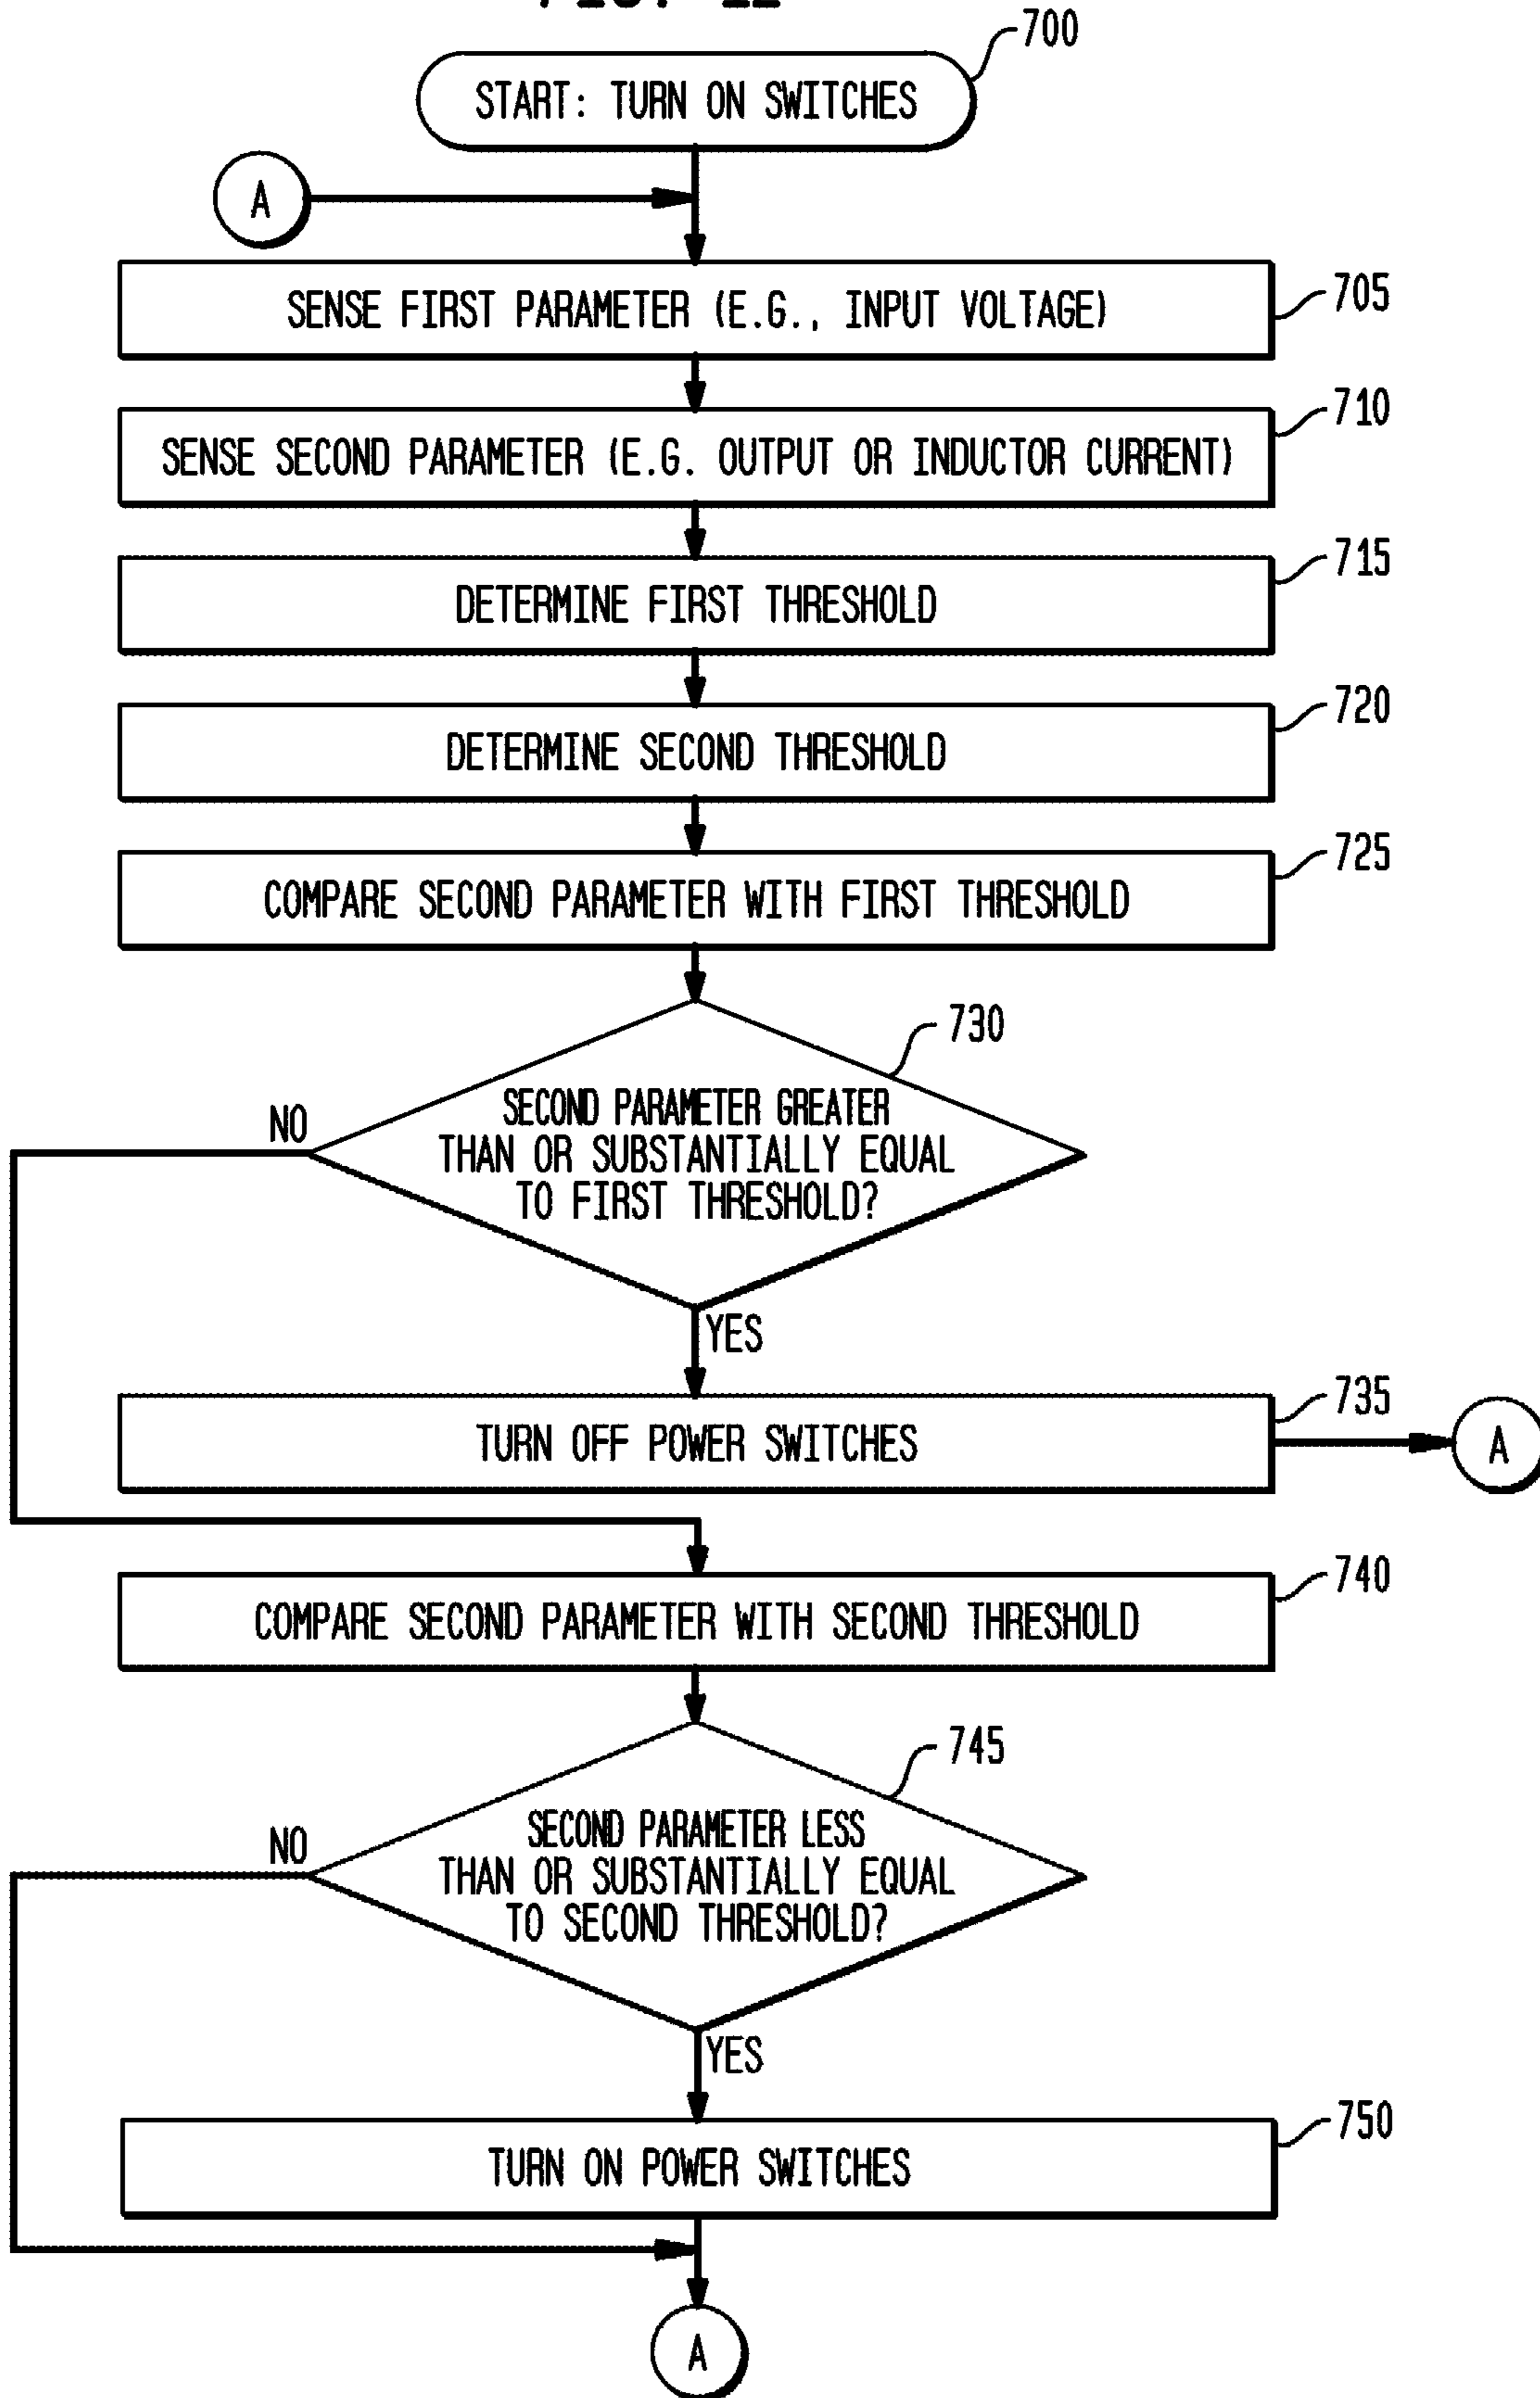 700
START: TURN ON SWITCHES
A
SENSE FIRST PARAMETER (E.G., INPUT VOLTAGE)
705
SENSE SECOND PARAMETER (E.G. OUTPUT OR INDUCTOR CURRENT)
710
DETERMINE FIRST THRESHOLD
715
DETERMINE SECOND THRESHOLD
720
COMPARE SECOND PARAMETER WITH FIRST THRESHOLD
725
730
SECOND PARAMETER GREATER
THAN OR SUBSTANTIALLY EQUAL
TO FIRST THRESHOLD?
NO
YES
TURN OFF POWER SWITCHES
735
A
COMPARE SECOND PARAMETER WITH SECOND THRESHOLD
740
745
SECOND PARAMETER LESS
THAN OR SUBSTANTIALLY EQUAL
TO SECOND THRESHOLD?
NO
YES
TURN ON POWER SWITCHES
750
A